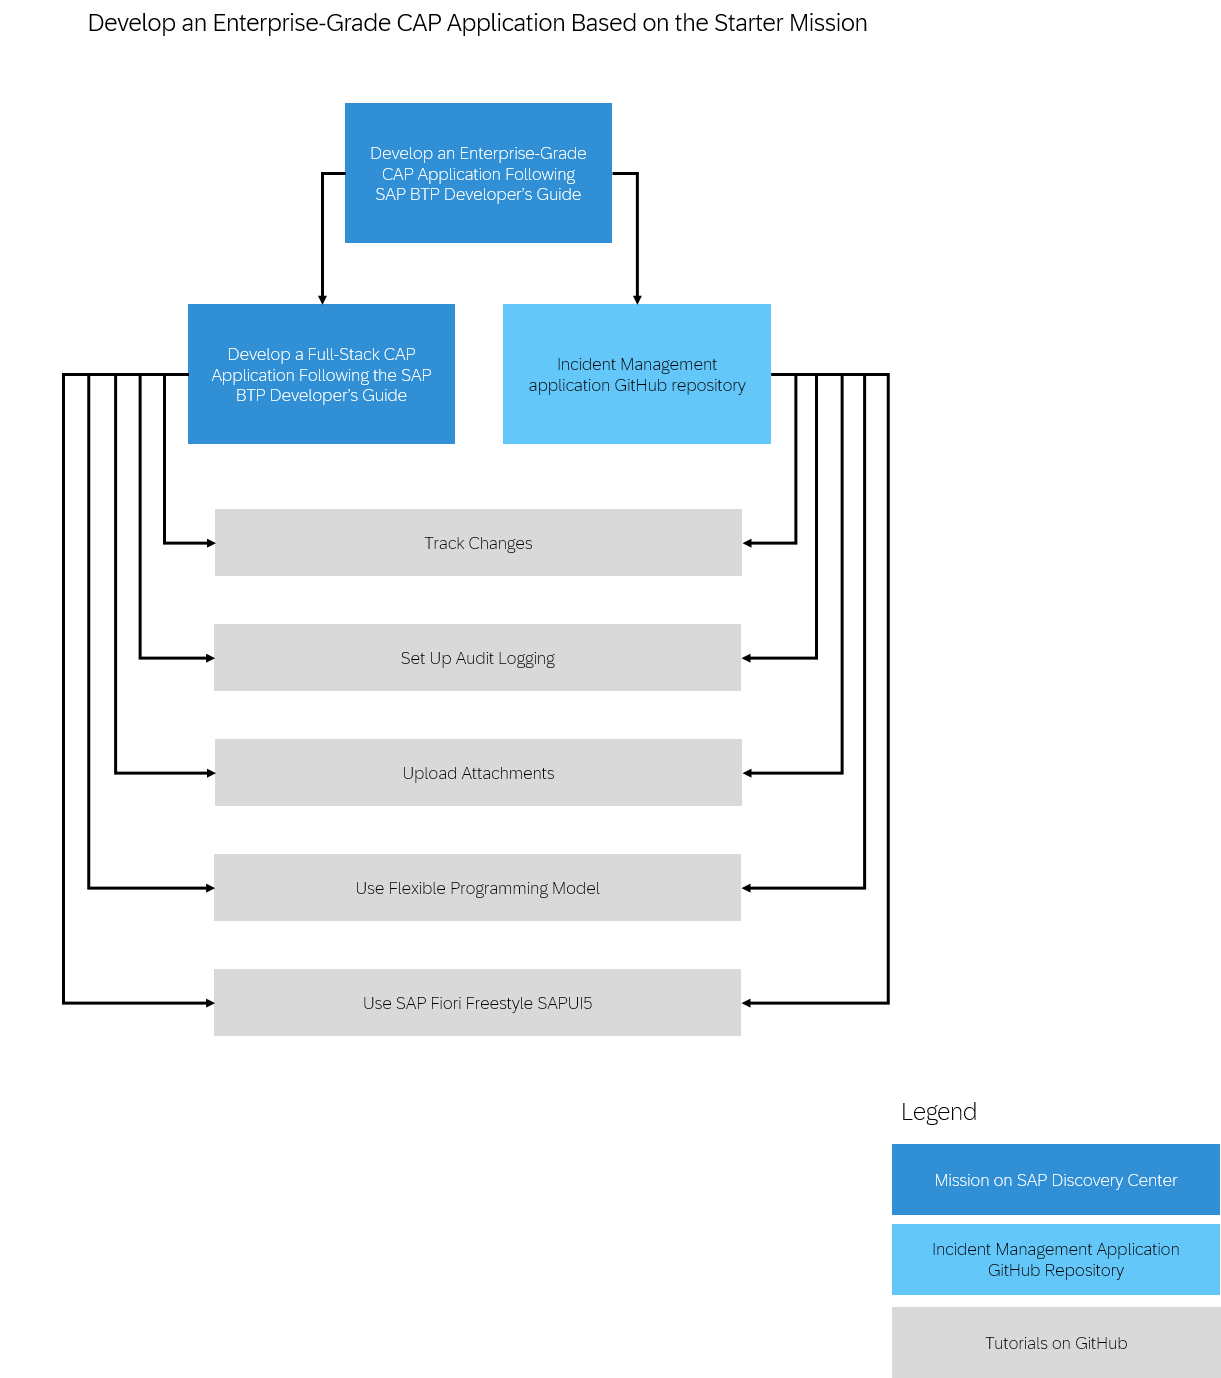 Develop an Enterprise-Grade CAP Application Based on the Starter Mission
Develop an Enterprise-Grade
CAP Application Following
SAP BTP Developer’s Guide
Develop a Full-Stack CAP
Application Following the SAP
BTP Developer’s Guide
Incident Management
application GitHub repository
Track Changes
Set Up Audit Logging
Upload Attachments
Use Flexible Programming Model
Use SAP Fiori Freestyle SAPUI5
Legend
Mission on SAP Discovery Center
Incident Management Application
GitHub Repository
Tutorials on GitHub